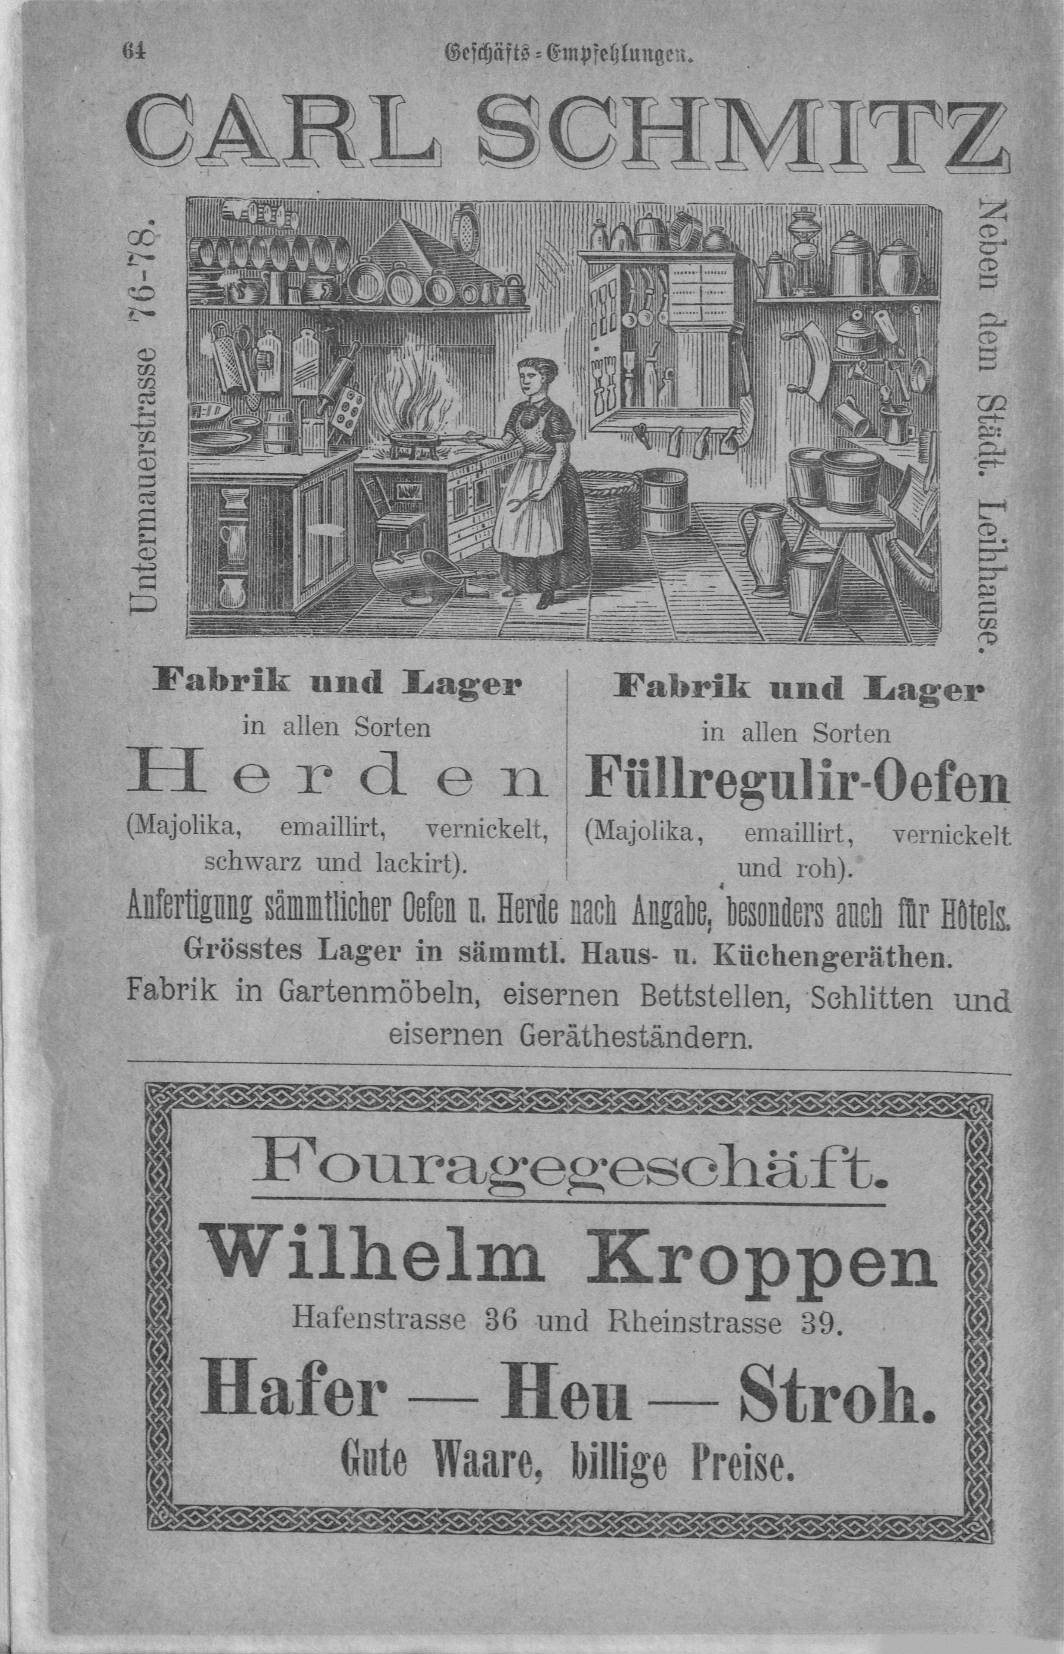 64
Geschäfts-Empfehlungen.
CARL SCHMITZ
Untermauerstrasse 76-78.
Neben dem Städt. Leihhause.
Fabrik und Lager
in allen Sorten
Herden
(Majolika, emaillirt, vernickelt,
schwarz und lackirt).
Fabrik und Lager
in allen Sorten
Füllregulir-Oefen
(Majolika, emaillirt, vernickelt
und roh).
Anfertigung sämmtlicher Oefen u. Herde nach Angabe, besonders auch für Hôtels.
Grösstes Lager in sämmtl. Haus- u. Küchengeräthen.
Fabrik in Gartenmöbeln, eisernen Bettstellen, Schlitten und
eisernen Gerätheständern.
Fouragegeschäft.
Wilhelm Kroppen
Hafenstrasse 36 und Rheinstrasse 39.
Hafer — Heu — Stroh.
Gute Waare, billige Preise.